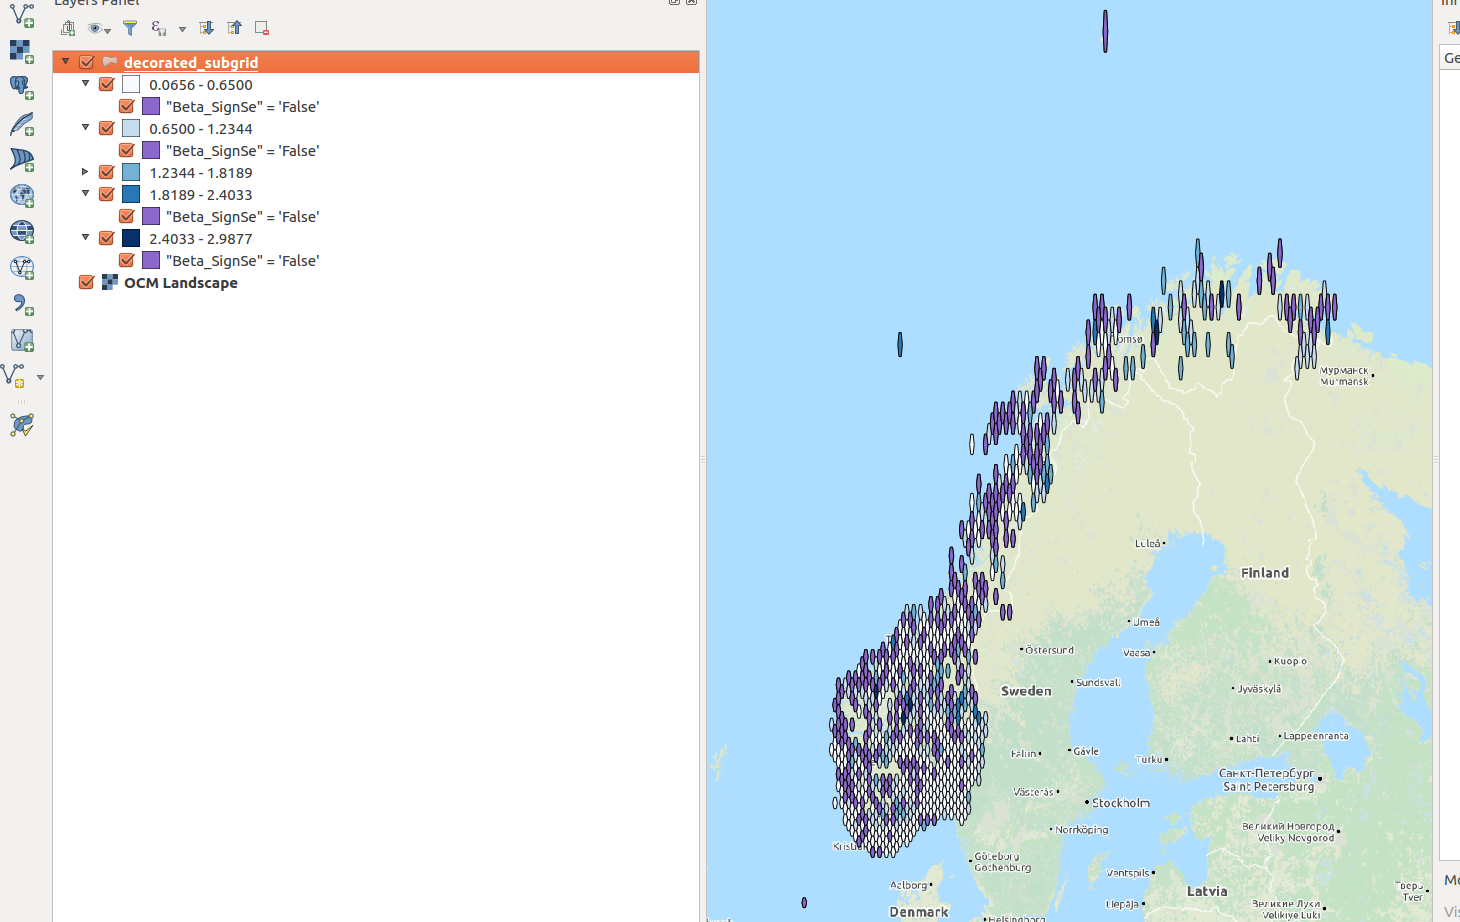 Layers Panel
decorated_subgrid
0.0656 - 0.6500
"Beta_SignSe" = 'False'
0.6500 - 1.2344
"Beta_SignSe" = 'False'
1.2344 - 1.8189
1.8189 - 2.4033
"Beta_SignSe" = 'False'
2.4033 - 2.9877
"Beta_SignSe" = 'False'
OCM Landscape
Ge
omsø
Мурманск
Murmansk
Luleå
Finland
Umeå
Östersund
Vaasa
Kuopio
Sweden
Sundsvall
Jyväskylä
Lahti
Lappeenranta
Falun
Gävle
Turku
Санкт-Петербург
Saint Petersburg
Västerås
Stockholm
Norrköping
Великий Новгород
Veliky Novgorod
Kristia
Göteborg
Gothenburg
Ventspils
Aalborg
Latvia
Тверь
Tver
Mo
Liepāja
Великие Луки
Velikiye Luki
Denmark
Helsingborg
Vis